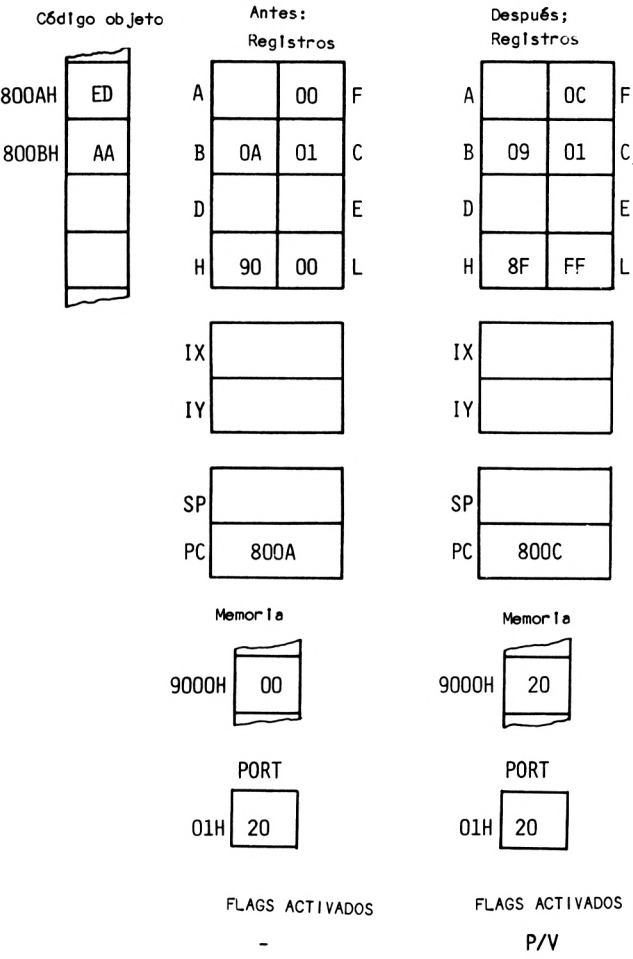 Código objeto
Antes:
Registros
Después;
Registros
800AH ED
800BH AA
A 00 F
B 0A 01 C
D E
H 90 00 L
IX
IY
SP
PC 800A
A 0C F
B 09 01 C
D E
H 8F FF L
IX
IY
SP
PC 800C
Memoria
9000H 00
Memoria
9000H 20
PORT
01H 20
PORT
01H 20
FLAGS ACTIVADOS
-
FLAGS ACTIVADOS
P/V